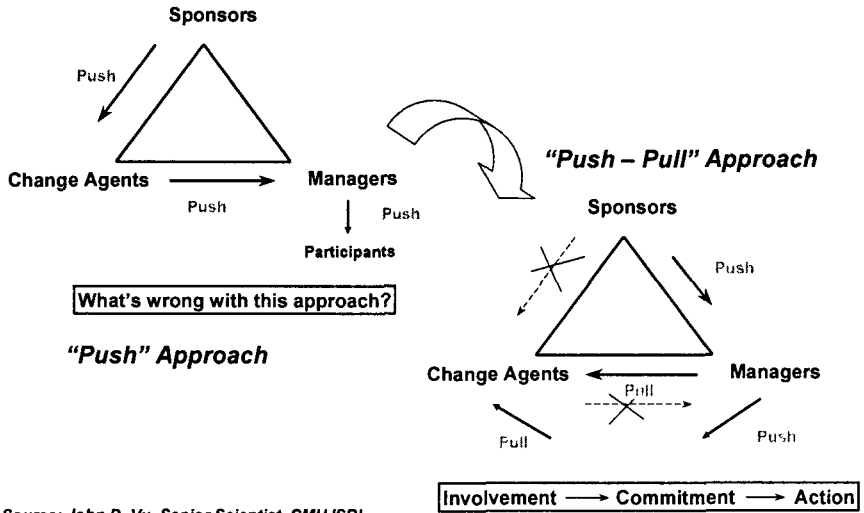 Sponsors
Push
Change Agents
Managers
Push
Push
Participants
What's wrong with this approach?
"Push" Approach
"Push – Pull" Approach
Sponsors
Push
Change Agents
Managers
Pull
Pull
Push
Involvement → Commitment → Action